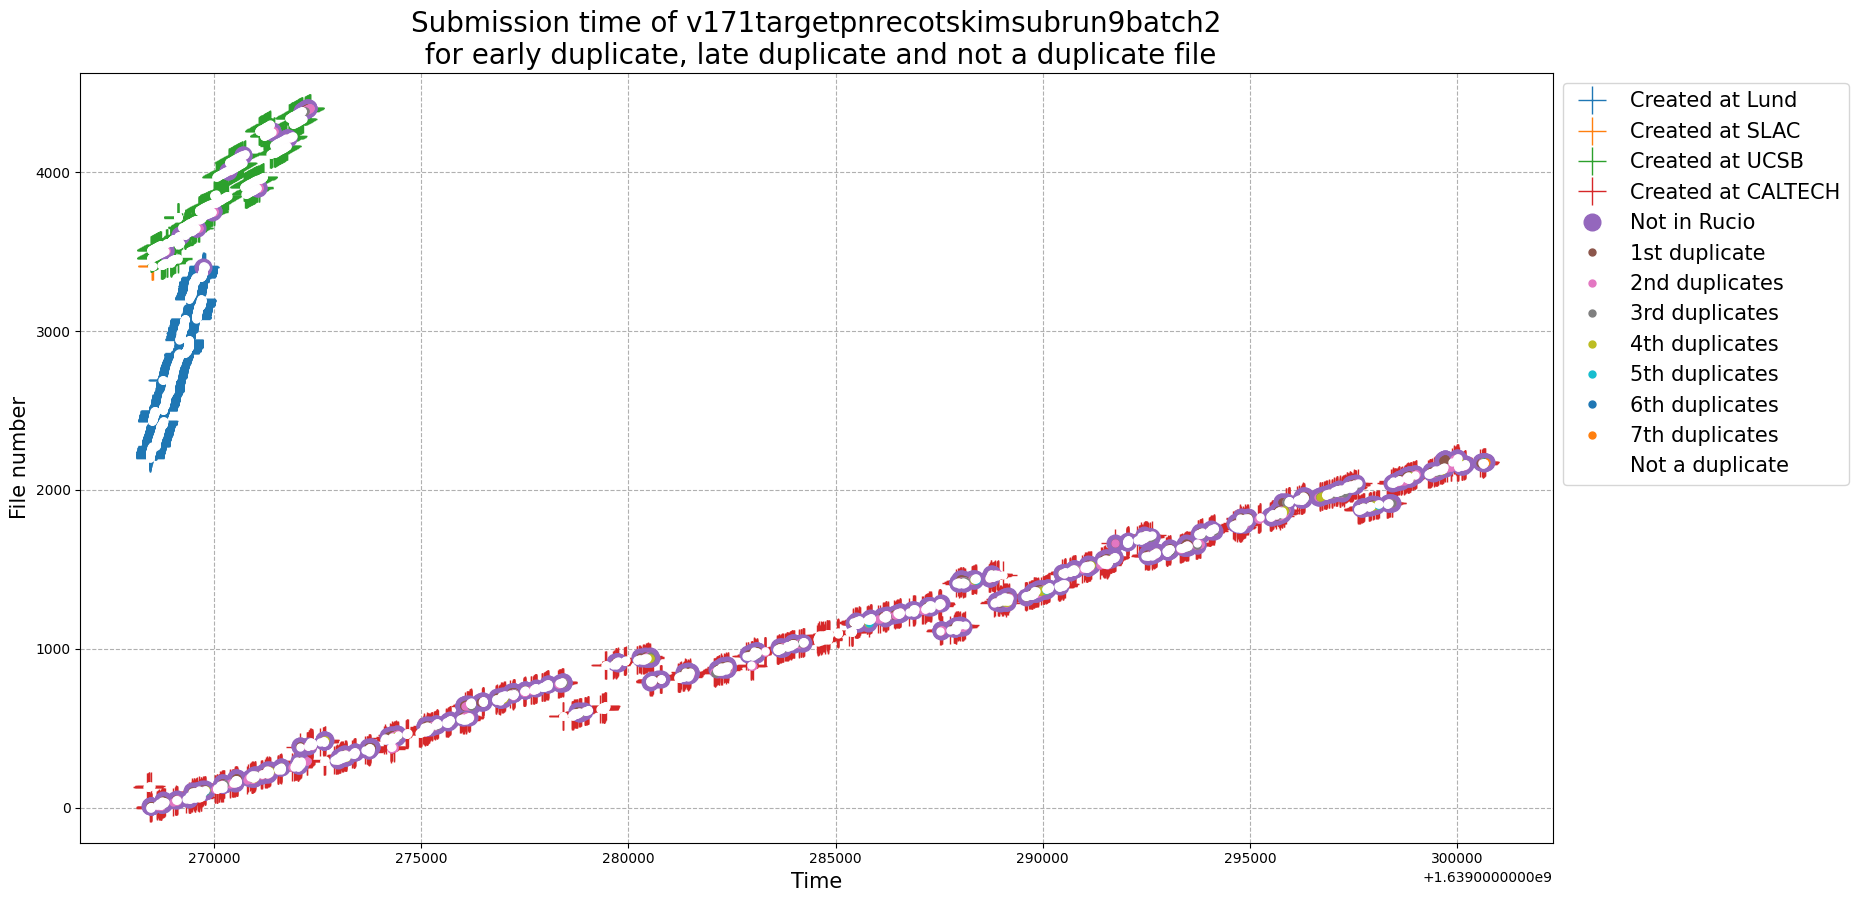 Submission time of v171targetpnrecotskimsubrun9batch2
for early duplicate, late duplicate and not a duplicate file
File number
4000
3000
2000
1000
0
270000
275000
280000
285000
290000
295000
300000
+1.6390000000e9
Time
Created at Lund
Created at SLAC
Created at UCSB
Created at CALTECH
Not in Rucio
1st duplicate
2nd duplicates
3rd duplicates
4th duplicates
5th duplicates
6th duplicates
7th duplicates
Not a duplicate